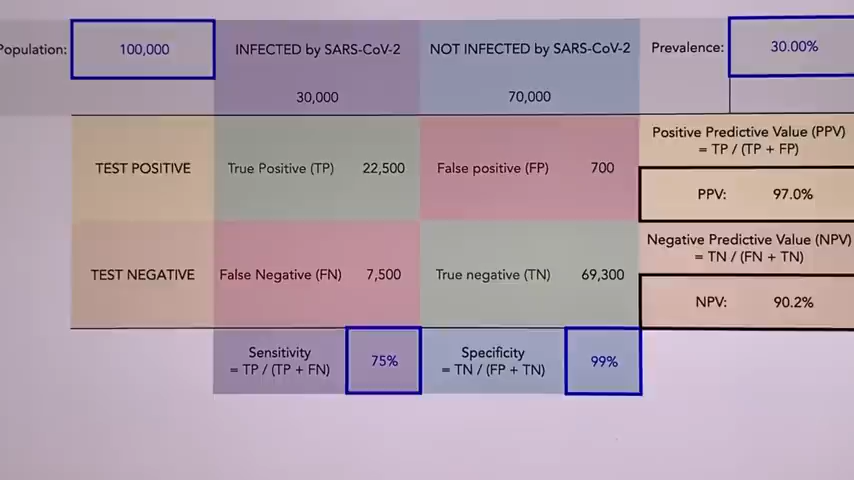 Population: 100,000 INFECTED by SARS-CoV-2 NOT INFECTED by SARS-CoV-2 Prevalence: 30.00%
30,000 70,000
Positive Predictive Value (PPV)
= TP / (TP + FP)
TEST POSITIVE True Positive (TP) 22,500 False positive (FP) 700
PPV: 97.0%
Negative Predictive Value (NPV)
= TN / (FN + TN)
TEST NEGATIVE False Negative (FN) 7,500 True negative (TN) 69,300
NPV: 90.2%
Sensitivity
= TP / (TP + FN)
75%
Specificity
= TN / (FP + TN)
99%